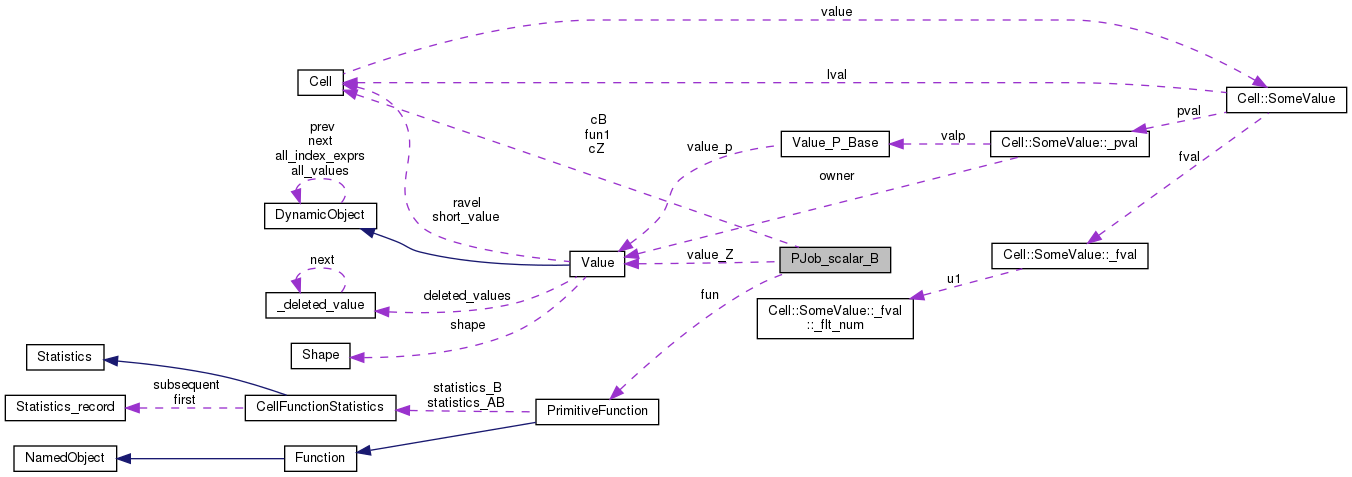 value
Cell
lval
Cell::SomeValue
pval
cB
fun1
cZ
prev
next
all_index_exprs
all_values
value_p
Value_P_Base
valp
Cell::SomeValue::_pval
fval
owner
ravel
short_value
DynamicObject
Value
value_Z
PJob_scalar_B
Cell::SomeValue::_fval
next
u1
_deleted_value
deleted_values
fun
Cell::SomeValue::_fval
::_flt_num
shape
Shape
Statistics
subsequent
first
statistics_B
statistics_AB
Statistics_record
CellFunctionStatistics
PrimitiveFunction
NamedObject
Function